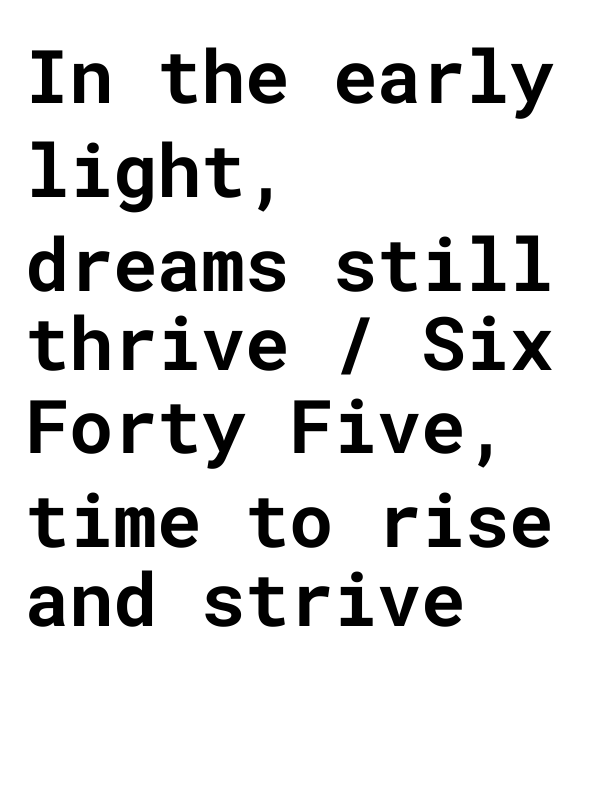 In the early
light,
dreams still
thrive / Six
Forty Five,
time to rise
and strive